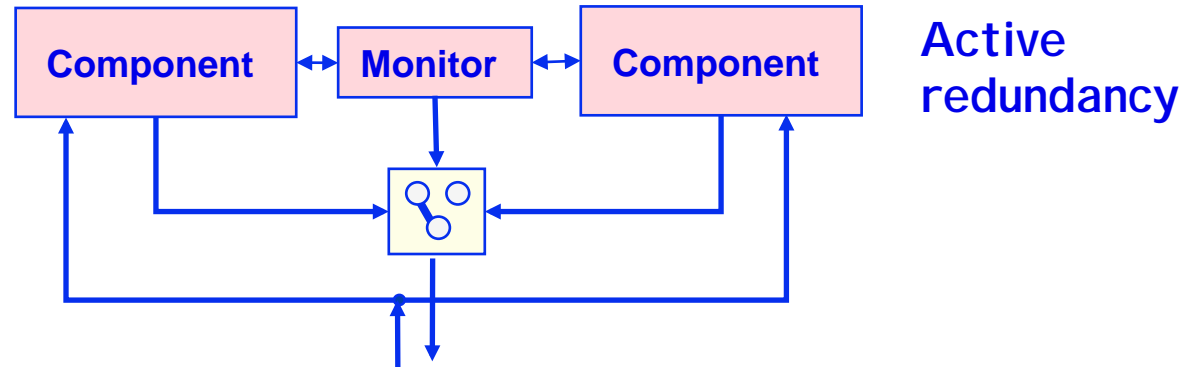 Component
Monitor
Component
Active
redundancy